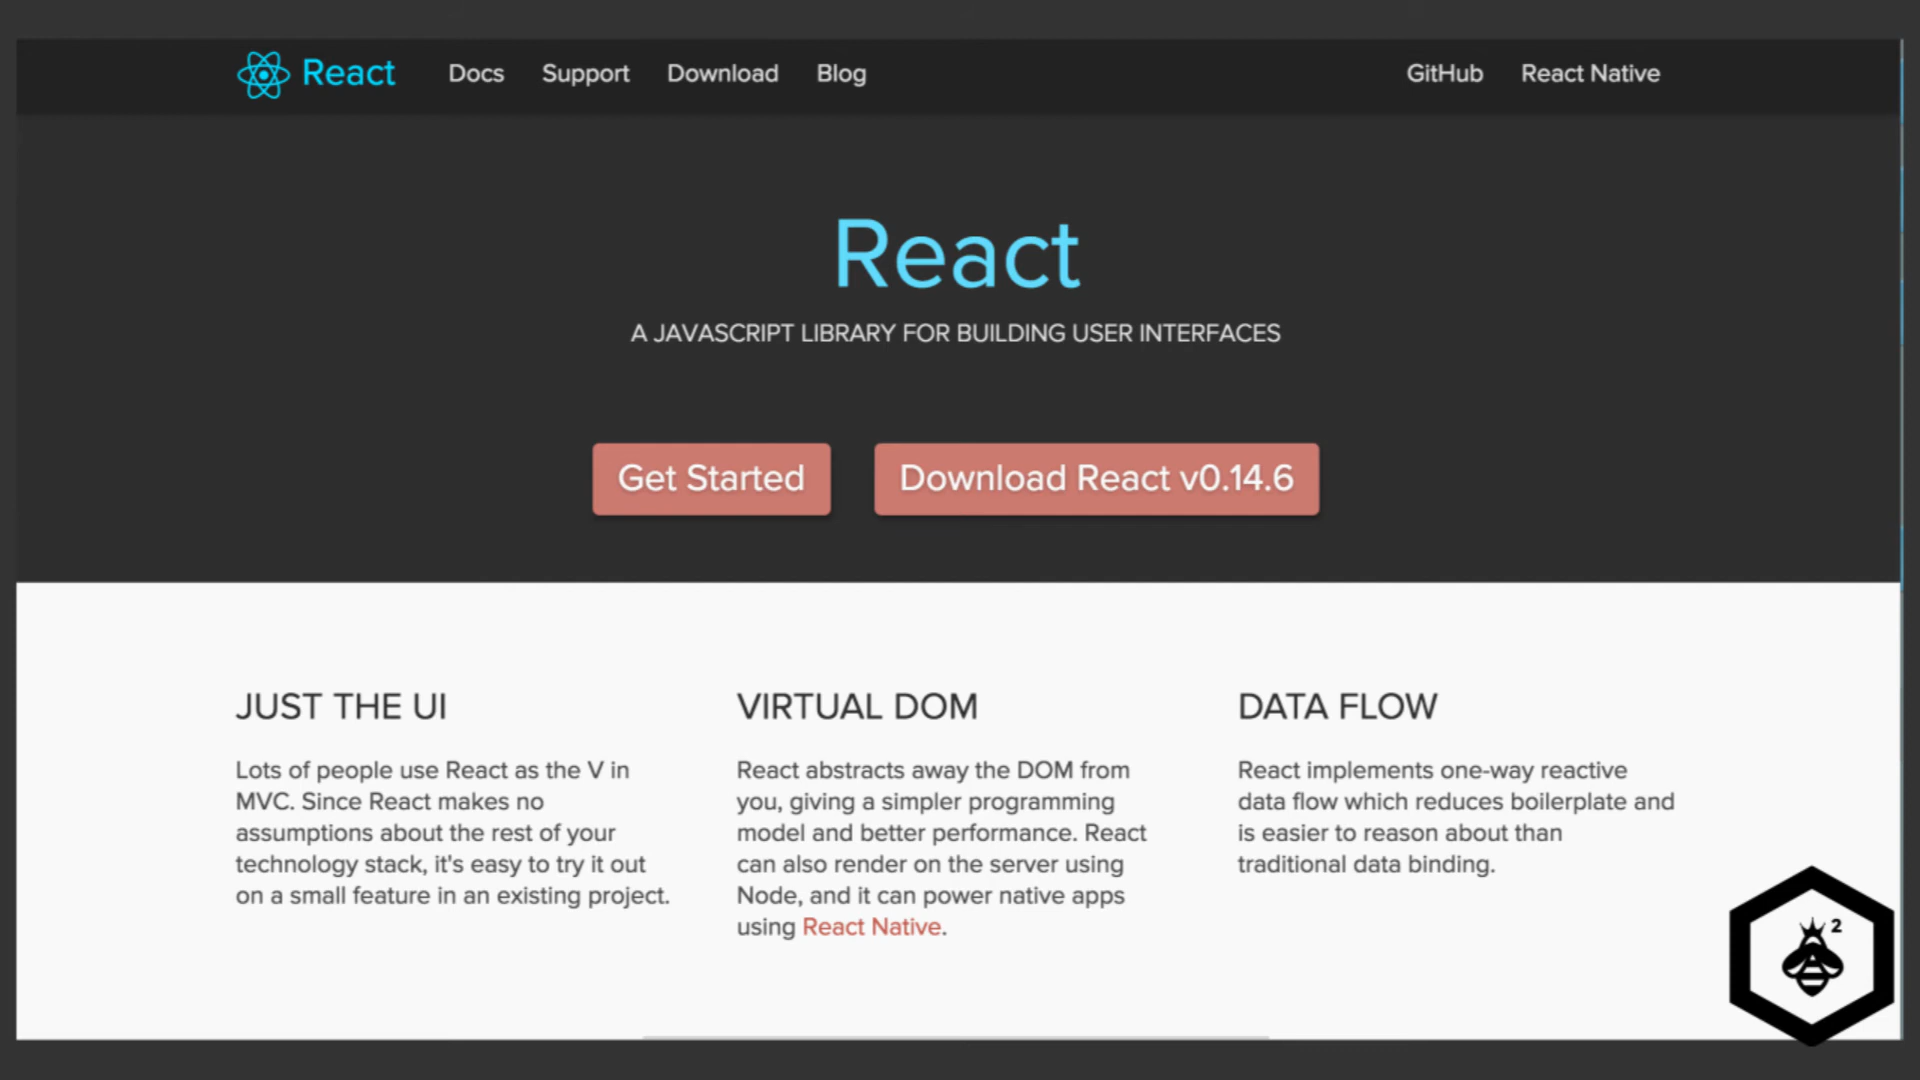 React Docs Support Download Blog GitHub React Native
React
A JAVASCRIPT LIBRARY FOR BUILDING USER INTERFACES
Get Started Download React v0.14.6
JUST THE UI
Lots of people use React as the V in
MVC. Since React makes no
assumptions about the rest of your
technology stack, it's easy to try it out
on a small feature in an existing project.
VIRTUAL DOM
React abstracts away the DOM from
you, giving a simpler programming
model and better performance. React
can also render on the server using
Node, and it can power native apps
using React Native.
DATA FLOW
React implements one-way reactive
data flow which reduces boilerplate and
is easier to reason about than
traditional data binding.
2